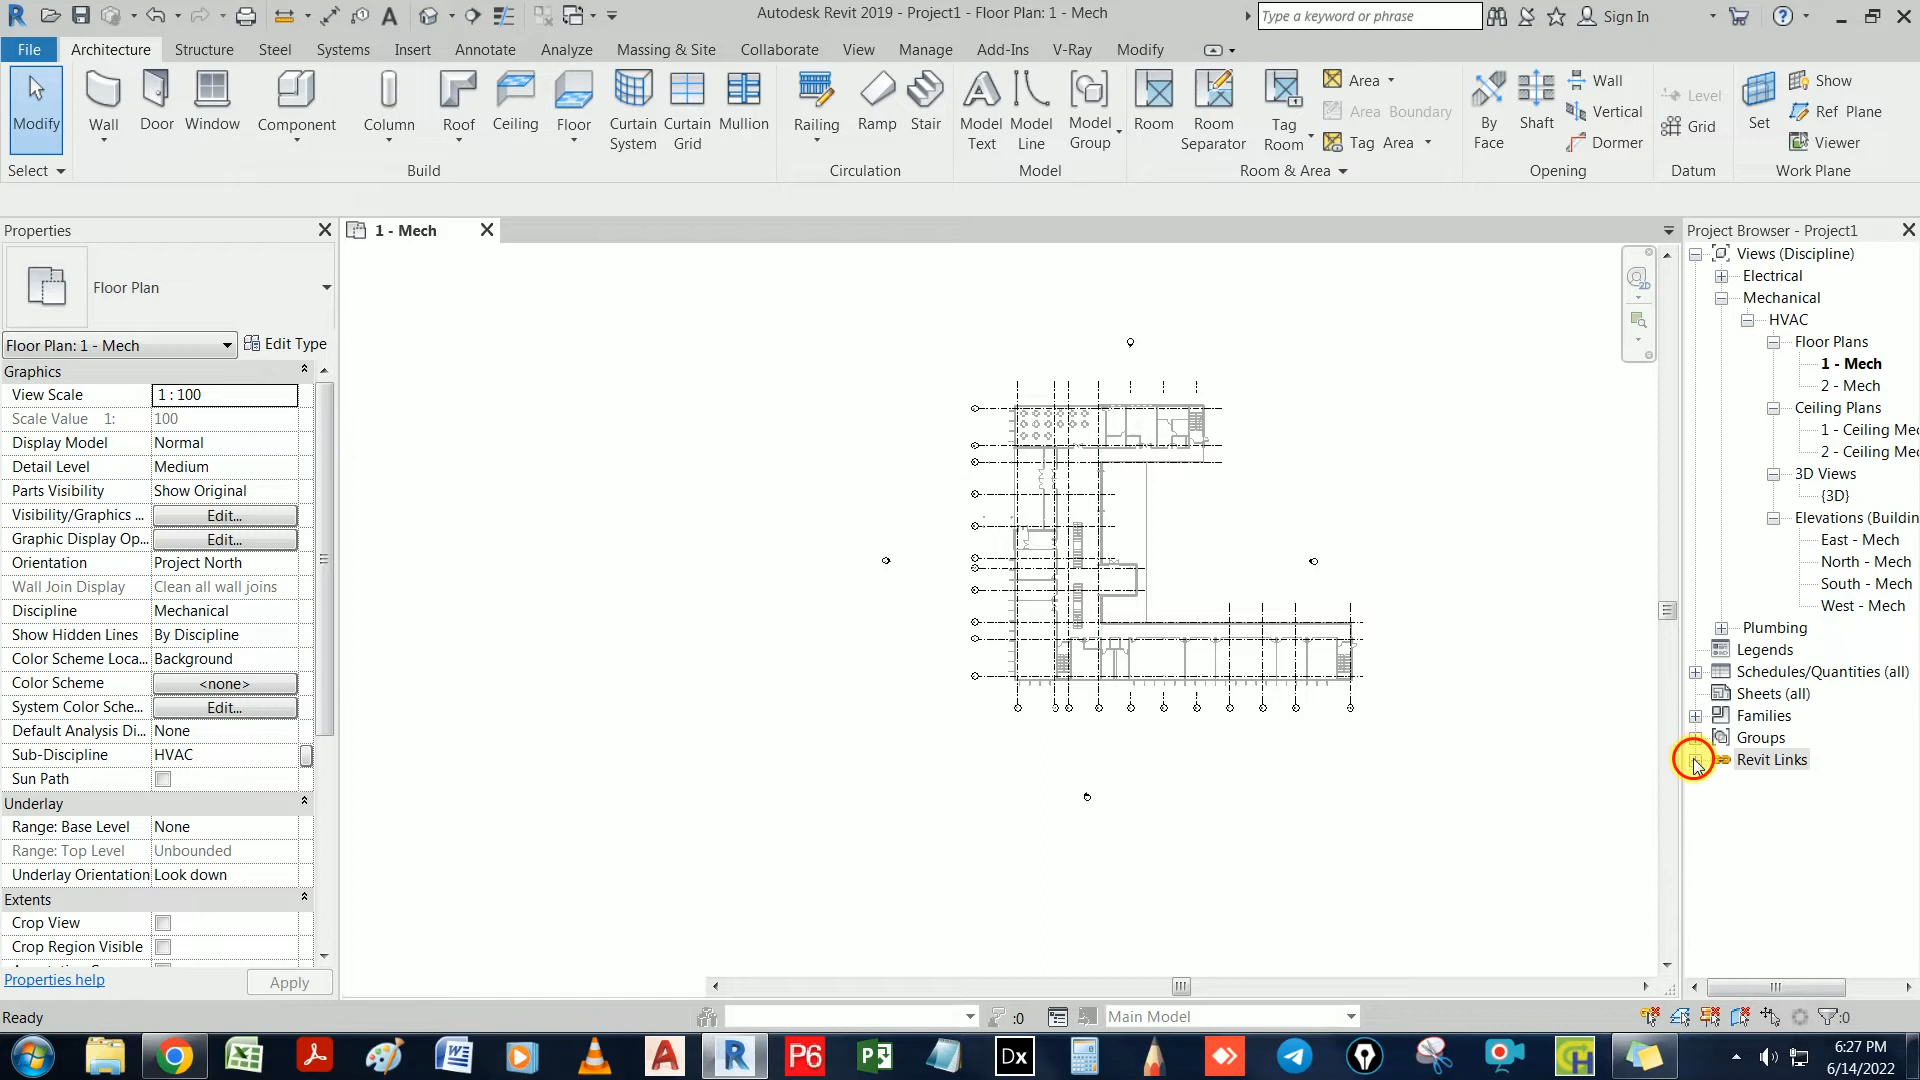 Autodesk Revit 2019 - Project1 - Floor Plan: 1 - Mech
Type a keyword or phrase
Sign In
File Architecture Structure Steel Systems Insert Annotate Analyze Massing & Site Collaborate View Manage Add-Ins V-Ray Modify
Modify
Wall
Door
Window
Component
Column
Roof
Ceiling
Floor
Curtain System
Curtain Grid
Mullion
Railing
Ramp
Stair
Model Text
Model Line
Model Group
Room
Room Separator
Tag Room
Area
Area Boundary
Tag Area
By Face
Shaft
Wall
Vertical
Dormer
Level
Grid
Set
Show
Ref Plane
Viewer
Select Build Circulation Model Room & Area Opening Datum Work Plane
Properties
1 - Mech
Project Browser - Project1
Floor Plan
Floor Plan: 1 - Mech Edit Type
Graphics
View Scale 1 : 100
Scale Value 1: 100
Display Model Normal
Detail Level Medium
Parts Visibility Show Original
Visibility/Graphics ... Edit...
Graphic Display Op... Edit...
Orientation Project North
Wall Join Display Clean all wall joins
Discipline Mechanical
Show Hidden Lines By Discipline
Color Scheme Loca... Background
Color Scheme <none>
System Color Sche... Edit...
Default Analysis Di... None
Sub-Discipline HVAC
Sun Path
Underlay
Range: Base Level None
Range: Top Level Unbounded
Underlay Orientation Look down
Extents
Crop View
Crop Region Visible
Properties help
Apply
2D
Views (Discipline)
Electrical
Mechanical
HVAC
Floor Plans
1 - Mech
2 - Mech
Ceiling Plans
1 - Ceiling Mec
2 - Ceiling Mec
3D Views
{3D}
Elevations (Buildin
East - Mech
North - Mech
South - Mech
West - Mech
Plumbing
Legends
Schedules/Quantities (all)
Sheets (all)
Families
Groups
Revit Links
Ready
:0
Main Model
:0
P6
Dx
6:27 PM
6/14/2022